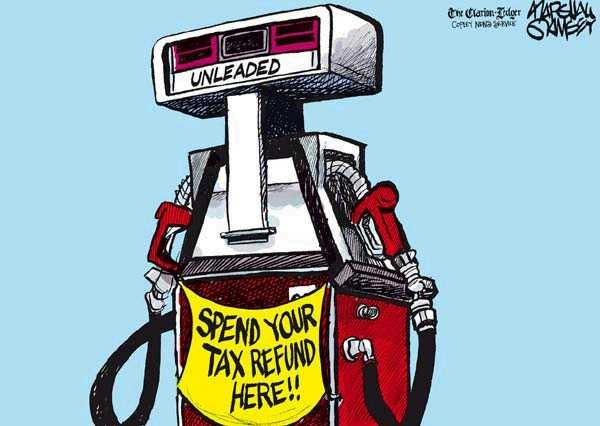 The Clarion-Ledger
COPLEY NEWS SERVICE
MARSHALL
RAMSEY
UNLEADED
SPEND YOUR
TAX REFUND
HERE!!